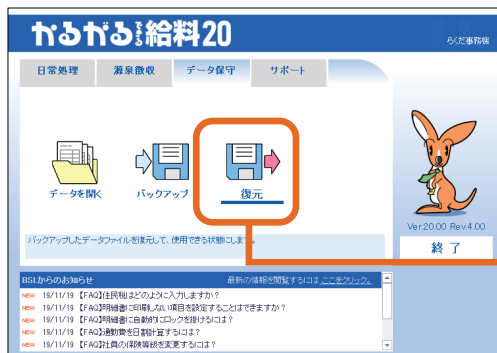 かるがるできる給料20
らくだ事務機
日常処理 源泉徴収 データ保守 サポート
データを開く バックアップ 復元
Ver.20.00 Rev.4.00
バックアップしたデータファイルを復元して、使用できる状態にします。
終了
BSLからのお知らせ 最新の情報を閲覧するには、ここをクリック。
NEW 19/11/19 【FAQ】住民税はどのように入力しますか？
NEW 19/11/19 【FAQ】明細書に印刷しない項目を設定することはできますか？
NEW 19/11/19 【FAQ】明細書に自動的にロックを掛けるには？
NEW 19/11/19 【FAQ】通勤費を日割計算するには？
NEW 19/11/19 【FAQ】社員の保険等級を変更するには？